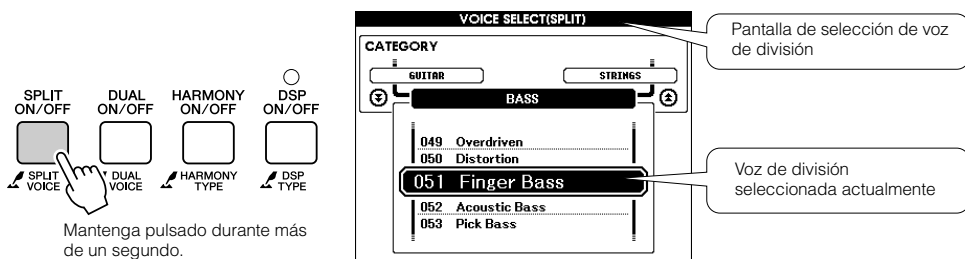 SPLIT
ON/OFF
DUAL
ON/OFF
HARMONY
ON/OFF
DSP
ON/OFF
SPLIT
VOICE
DUAL
VOICE
HARMONY
TYPE
DSP
TYPE
Mantenga pulsado durante más
de un segundo.
VOICE SELECT(SPLIT)
CATEGORY
GUITAR
STRINGS
BASS
049 Overdriven
050 Distortion
051 Finger Bass
052 Acoustic Bass
053 Pick Bass
Pantalla de selección de voz
de división
Voz de división
seleccionada actualmente